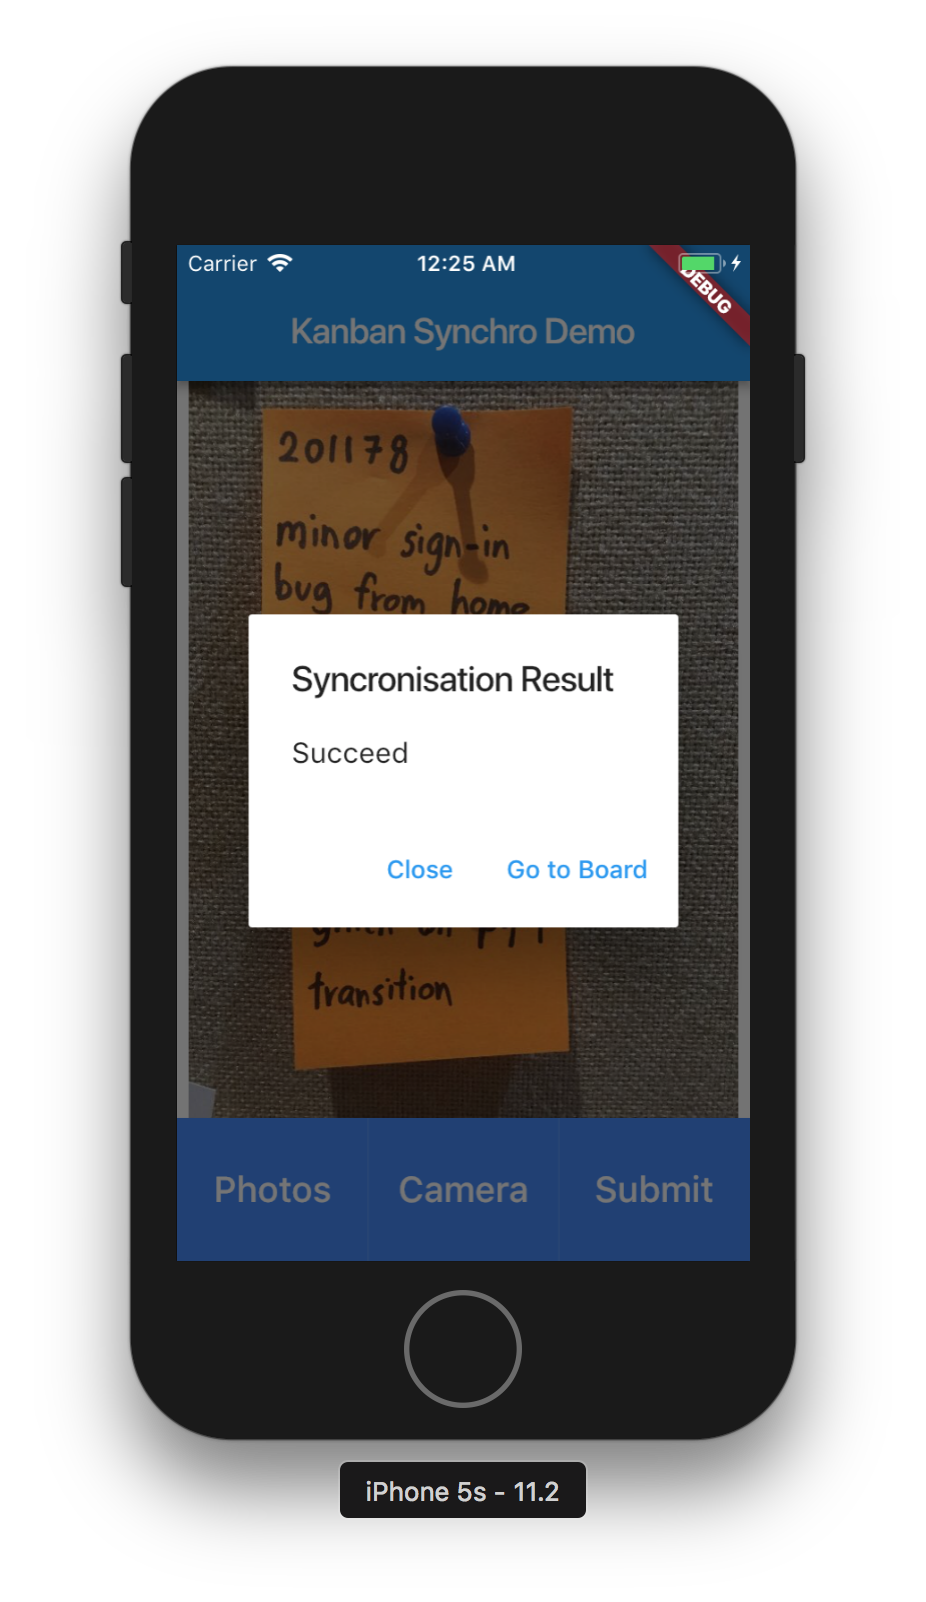 Carrier 12:25 AM
DEBUG
Kanban Synchro Demo
201178
minor sign-in
bug from home
Syncronisation Result
Succeed
Close Go to Board
transition
Photos Camera Submit
iPhone 5s - 11.2